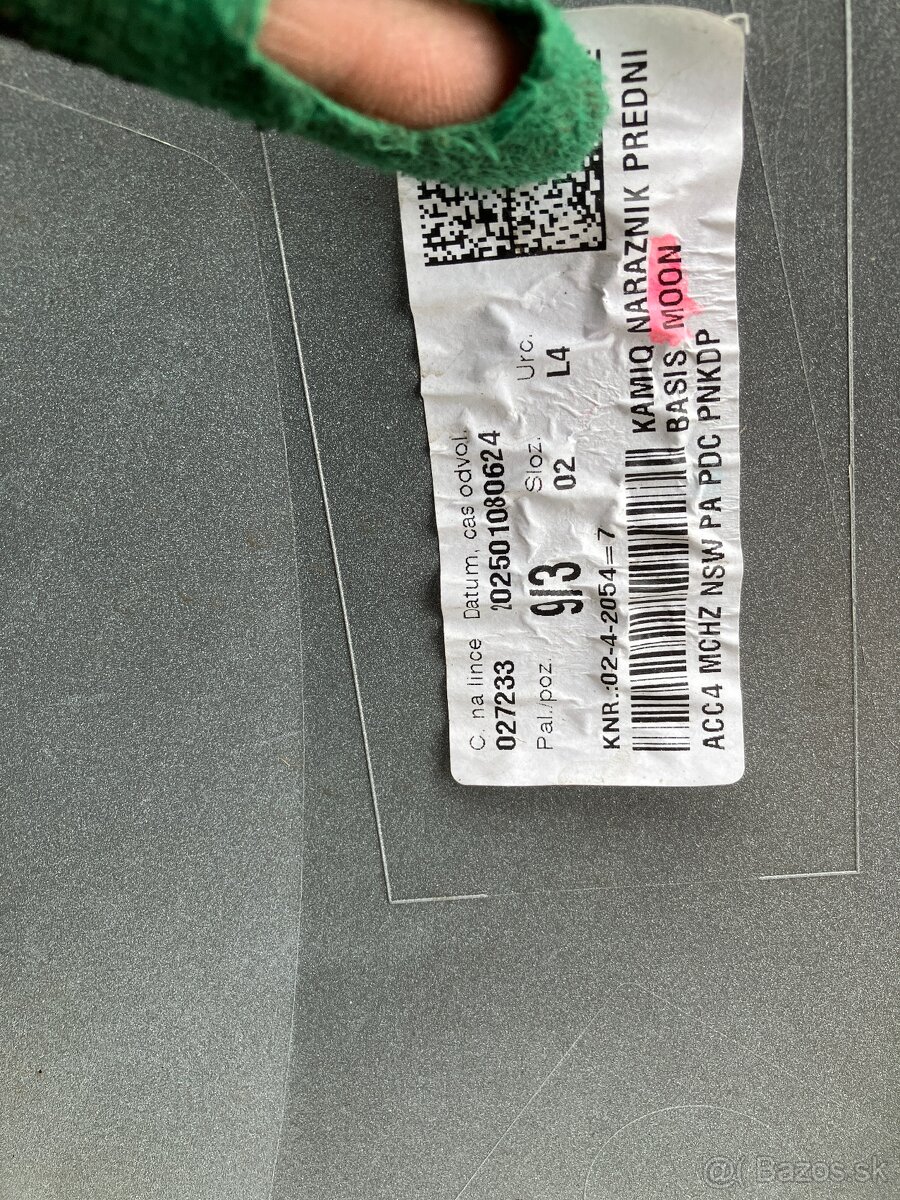 C. na lince Datum, cas odvol.
027233 202501080624
Pal./poz. Sloz. Urc.
9/3 02 L4
KNR.:02-4-2054=7
KAMIQ NARAZNIK PREDNI
BASIS MOON
ACC4 MCHZ NSW PA PDC PNKDP
Bazos.sk